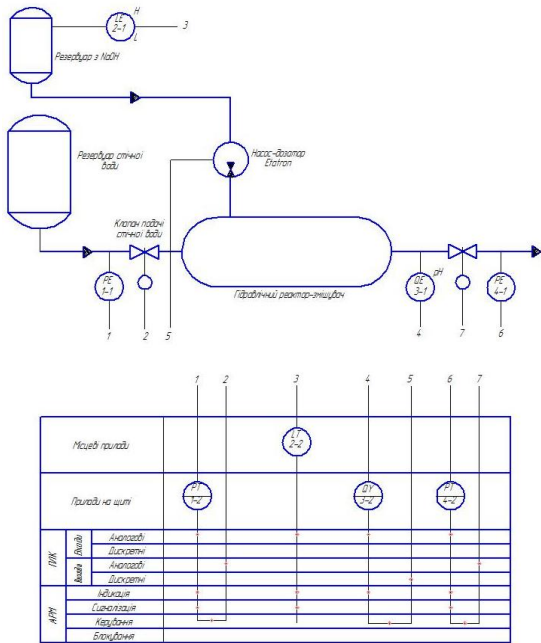 LE
2-1
H
L
3
Резервуар з NaOH
Резервуар стічної
води
Насос-дозатор
Etatron
Клапан подачі
стічної води
5
PE
1-1
1
2
Гідравлічний реактор-змішувач
QE
3-1
pH
4
7
PE
4-1
6
1 2 3 4 5 6 7
Місцеві прилади
LT
2-2
Прилади на щиті
PT
1-2
QY
3-2
PT
4-2
ПЛК
Аналогові
Дискретні
Аналогові
Дискретні
АРМ
Індикація
Сигналізація
Керування
Блокування